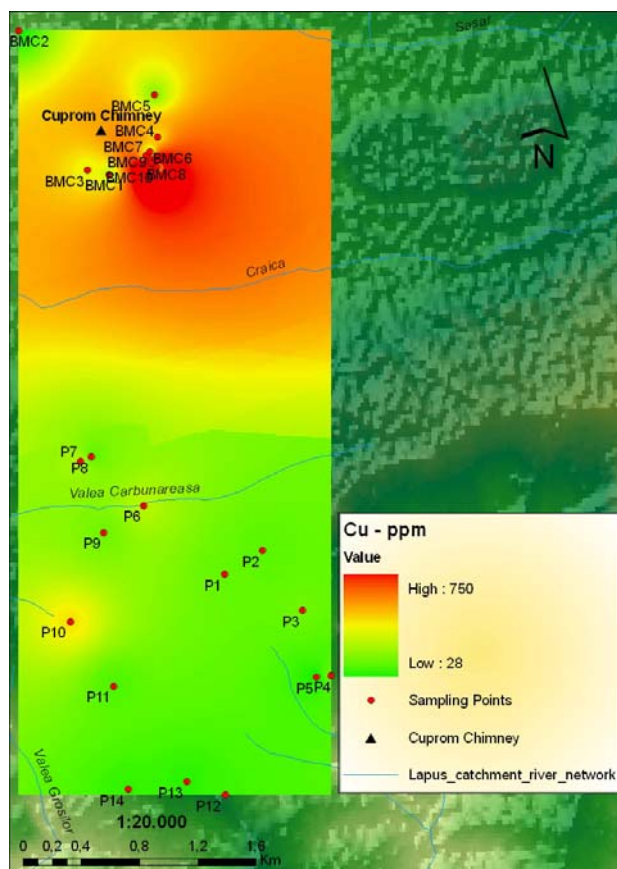 BMC2
Sasar
BMC5
Cuprom Chimney
BMC4
BMC7
BMC9
BMC6
BMC3
BMC1
BMC10
BMC8
N
Craica
P7
P8
Valea Carbunareasa
P6
P9
P2
P1
P3
P10
P5
P4
P11
P13
P14
P12
Valea Grosilor
Cu - ppm
Value
High : 750
Low : 28
Sampling Points
Cuprom Chimney
Lapus_catchment_river_network
1:20.000
0 0,2 0,4 0,8 1,2 1,6
Km